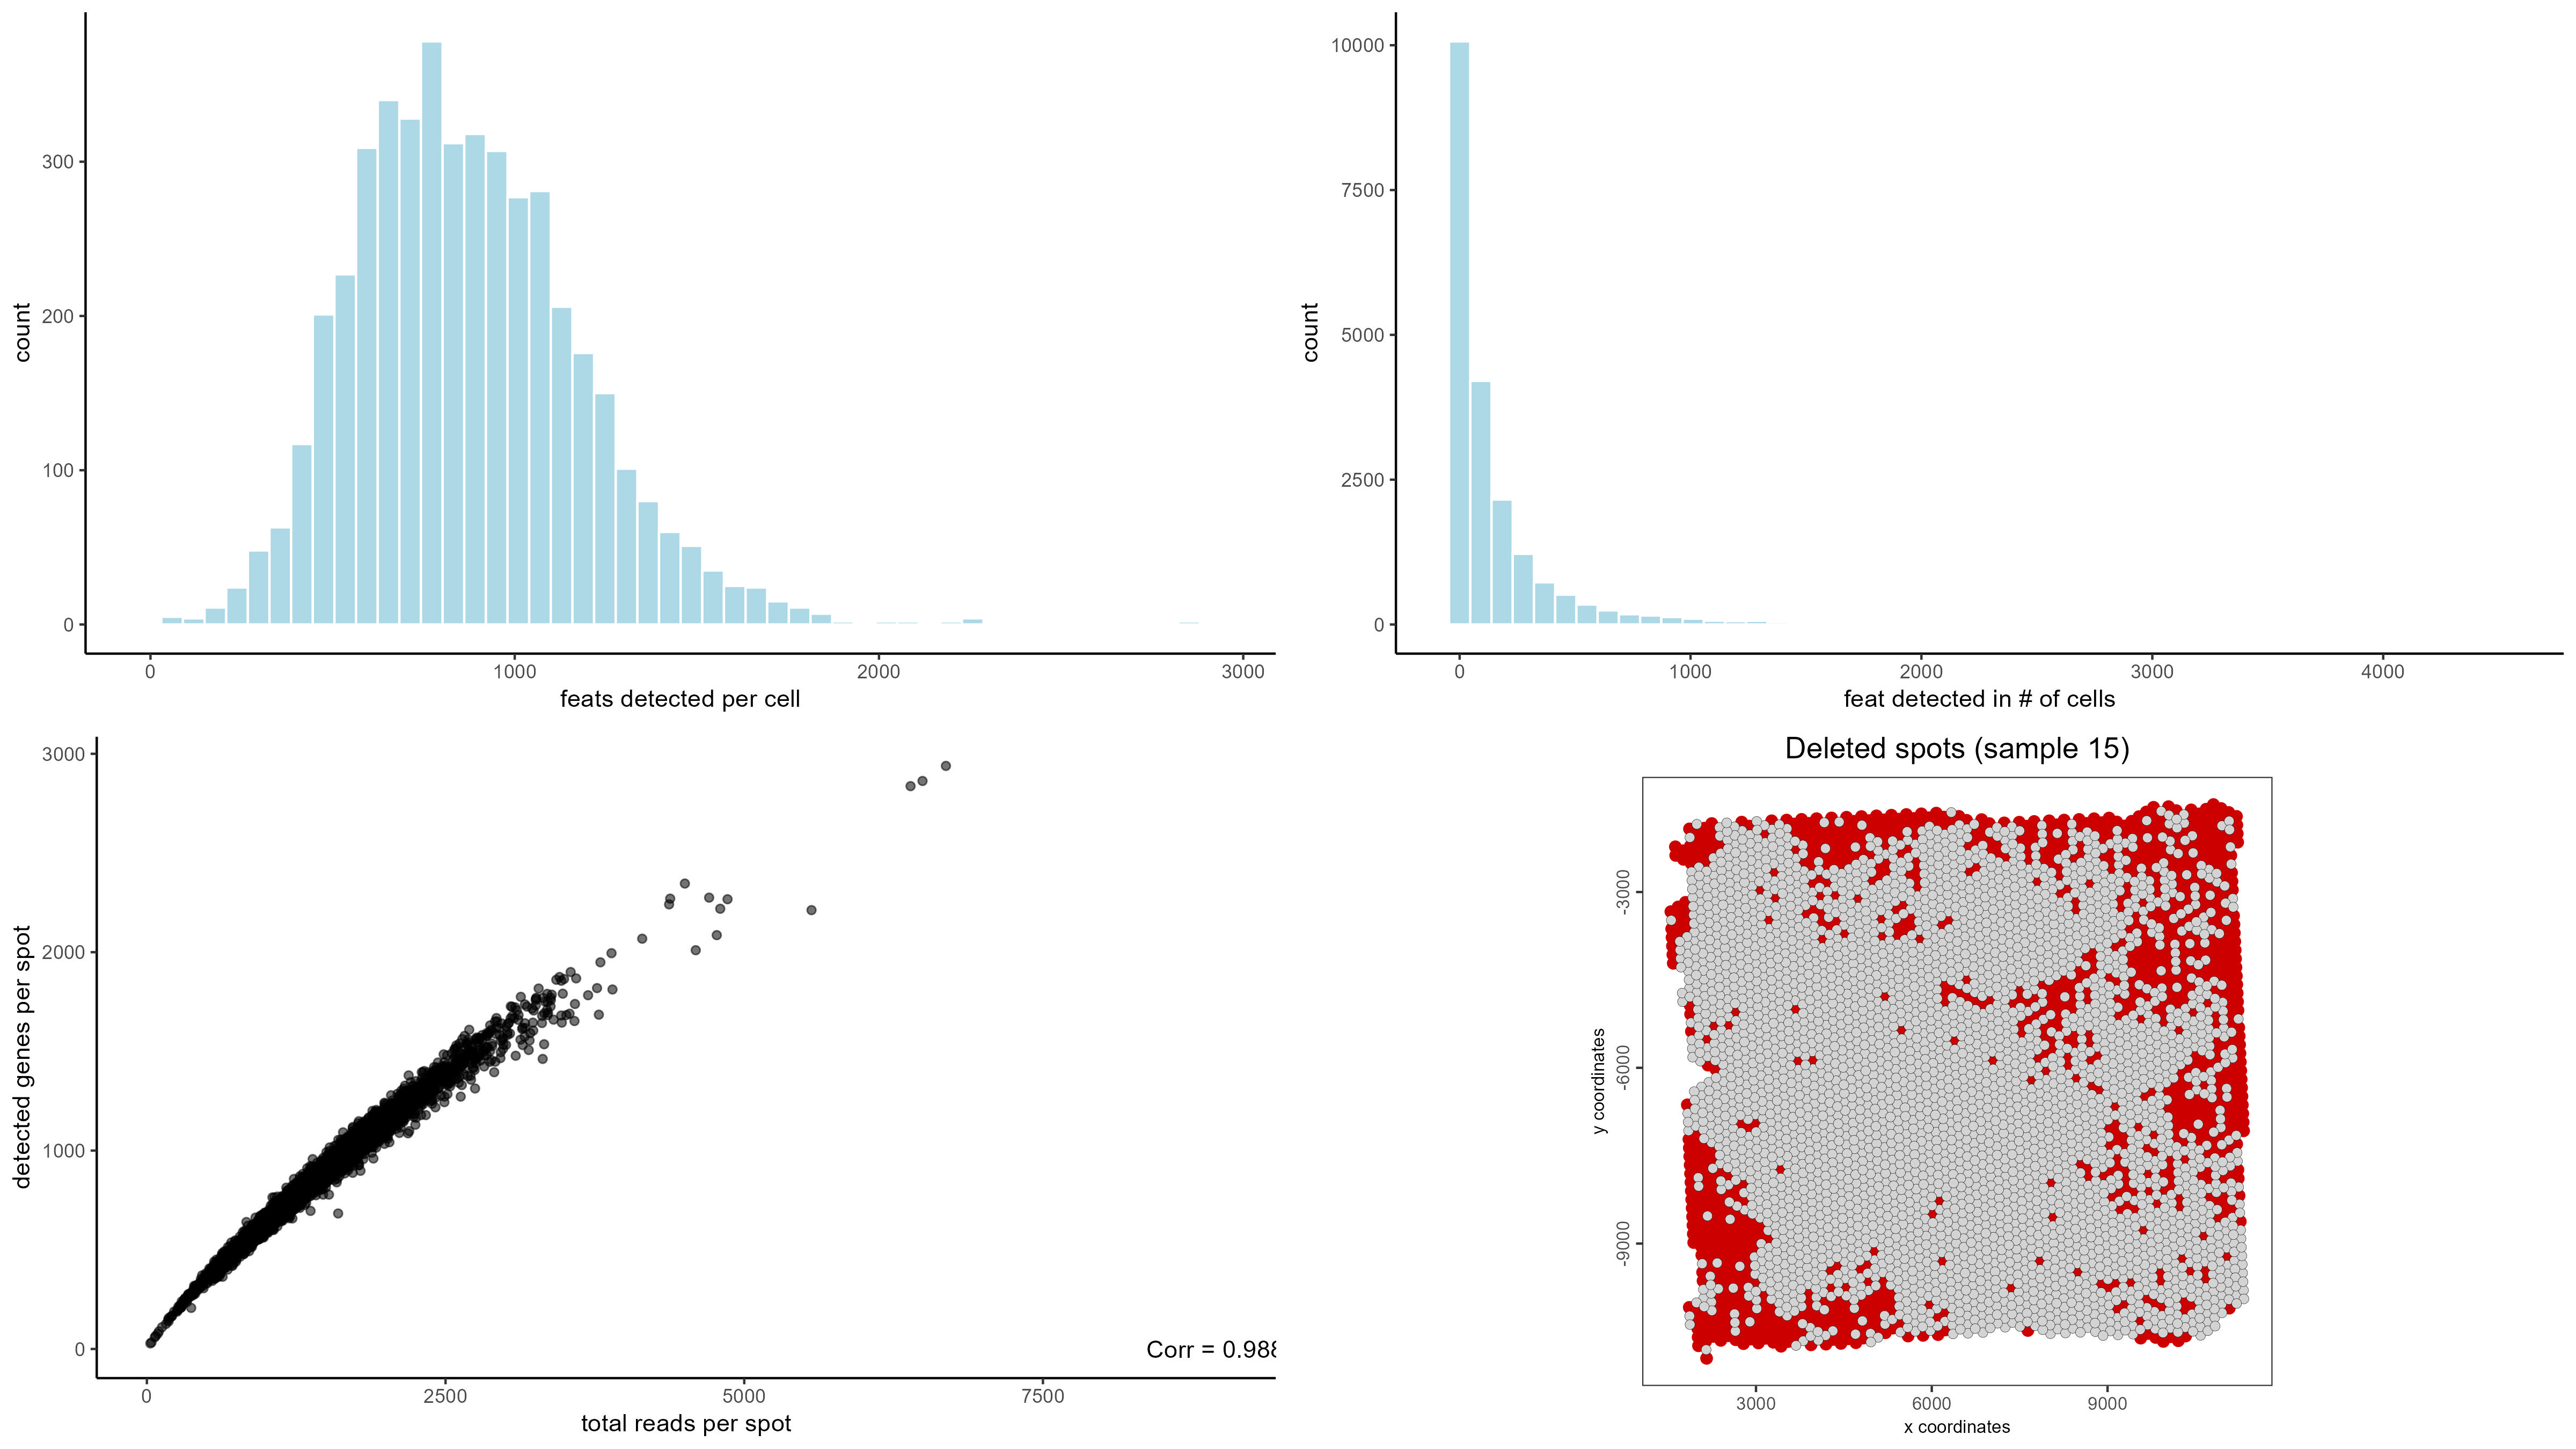 300
200
100
0
count
0 1000 2000 3000
feats detected per cell
10000
7500
5000
2500
0
count
0 1000 2000 3000 4000
feat detected in # of cells
3000
2000
1000
0
detected genes per spot
Corr = 0.988
0 2500 5000 7500
total reads per spot
Deleted spots (sample 15)
-3000
-6000
-9000
y coordinates
3000 6000 9000
x coordinates